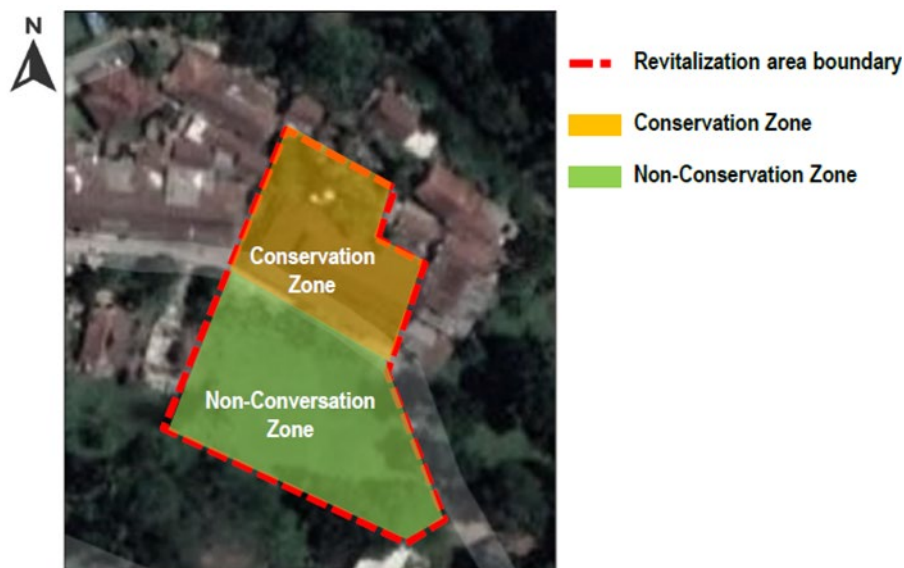 N
Revitalization area boundary
Conservation Zone
Non-Conservation Zone
Conservation
Zone
Non-Conversation
Zone